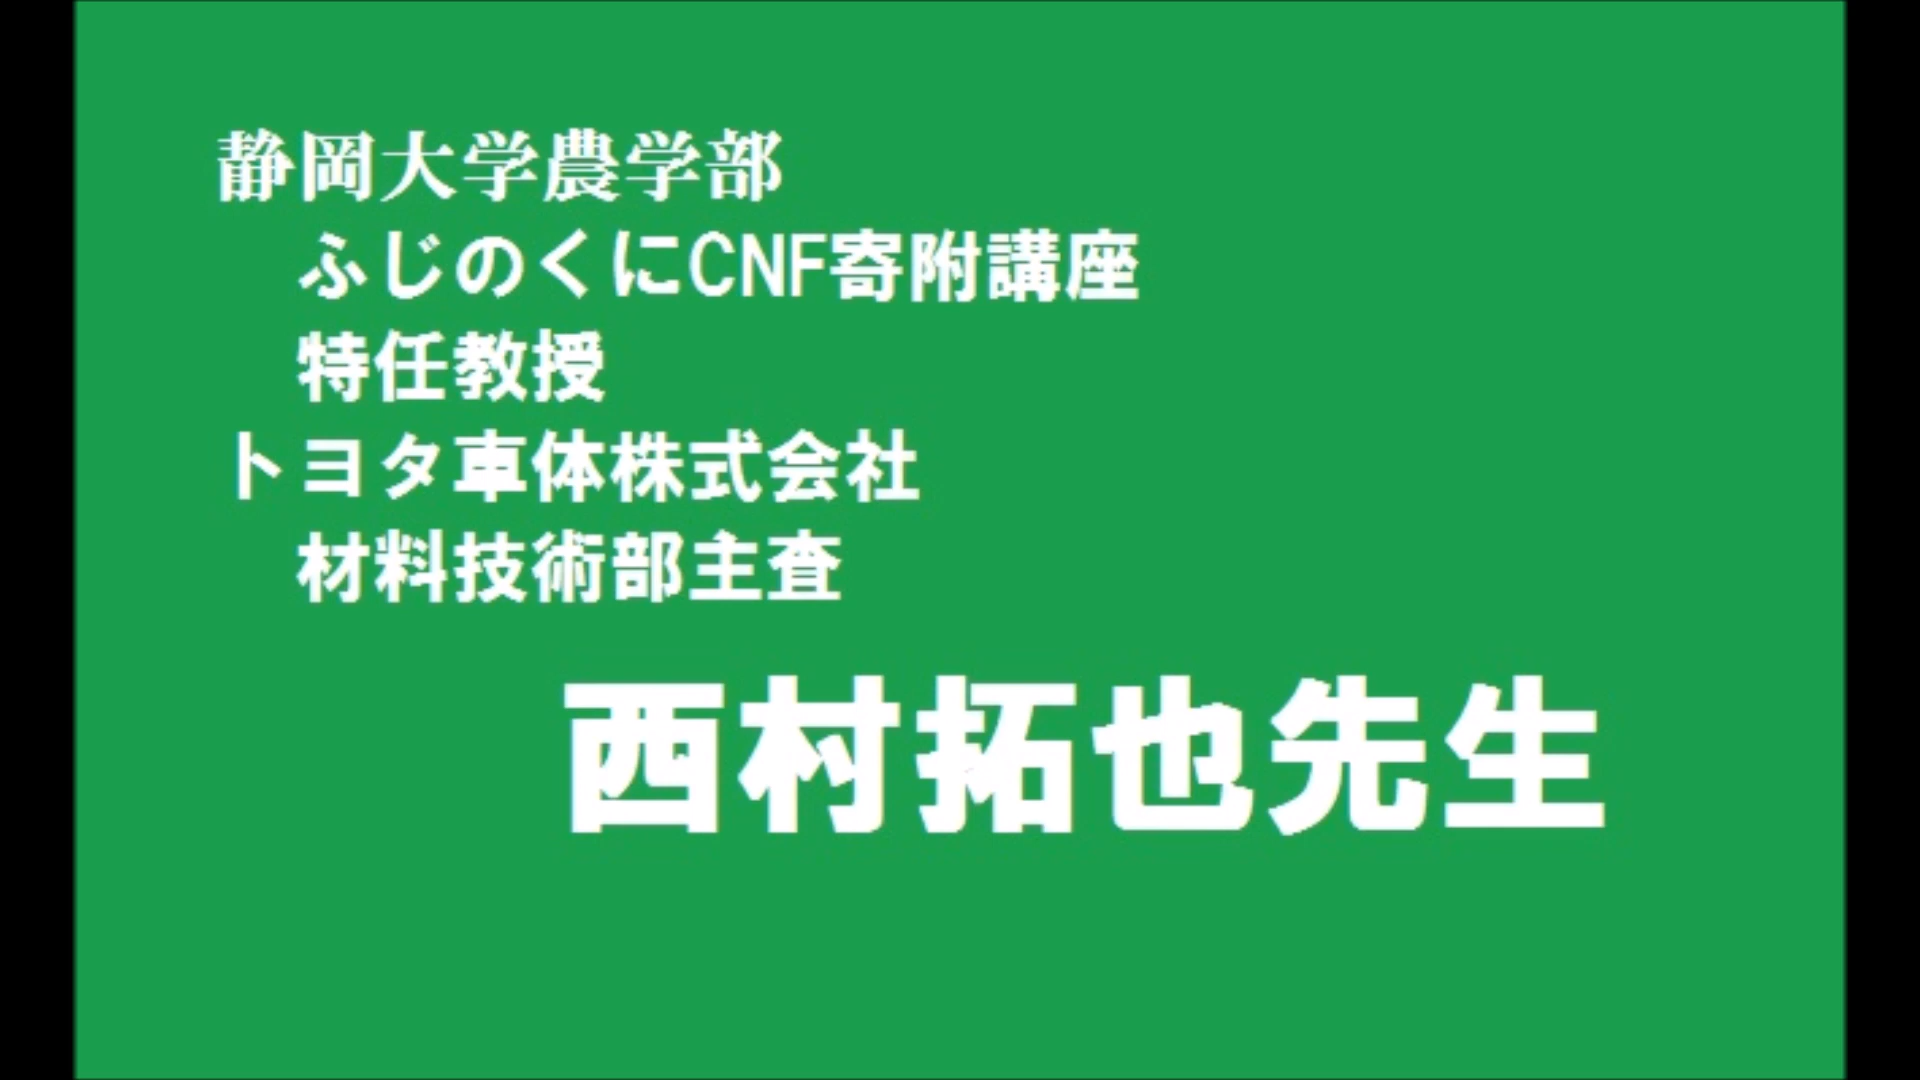 静岡大学農学部
ふじのくにCNF寄附講座
特任教授
トヨタ車体株式会社
材料技術部主査
西村拓也先生